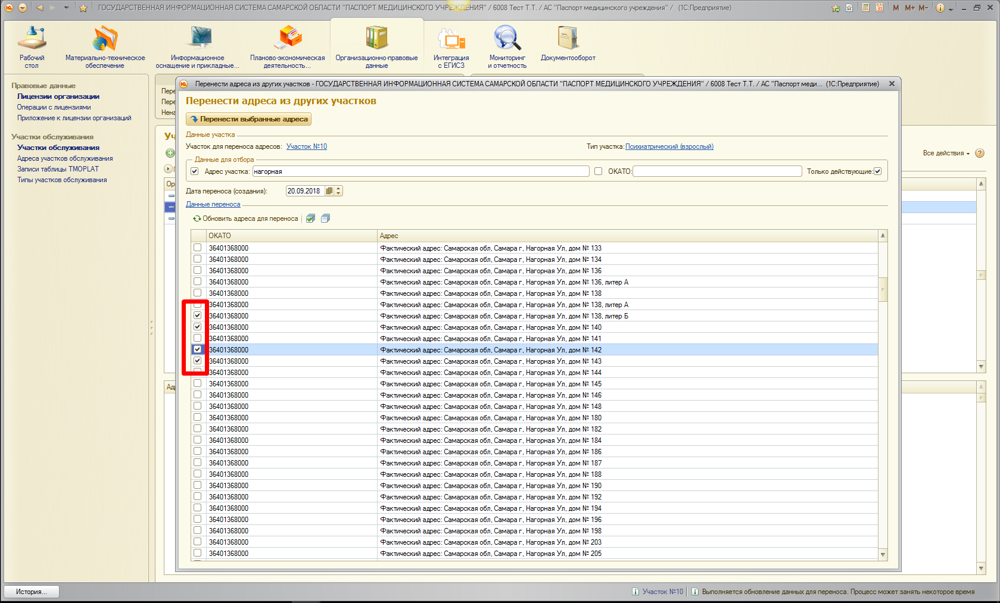 ГОСУДАРСТВЕННАЯ ИНФОРМАЦИОННАЯ СИСТЕМА САМАРСКОЙ ОБЛАСТИ "ПАСПОРТ МЕДИЦИНСКОГО УЧРЕЖДЕНИЯ" / 6008 Тест Т.Т. / АС "Паспорт медицинского учреждения" / (1С:Предприятие)
M M+ M-
Рабочий стол
Материально-техническое обеспечение
Информационное оснащение и прикладные...
Планово-экономическая деятельность...
Организационно-правовые данные
Интеграция с ЕГИСЗ
Мониторинг и отчетность
Документооборот
Правовые данные
Лицензии организации
Операции с лицензиями
Приложение к лицензии организаций
Участки обслуживания
Участки обслуживания
Адреса участков обслуживания
Записи таблицы TMOPLAT
Типы участков обслуживания
Пере
Пере
Нена
Уч
Ор
Все действия
Перенести адреса из других участков - ГОСУДАРСТВЕННАЯ ИНФОРМАЦИОННАЯ СИСТЕМА САМАРСКОЙ ОБЛАСТИ "ПАСПОРТ МЕДИЦИНСКОГО УЧРЕЖДЕНИЯ" / 6008 Тест Т.Т. / АС "Паспорт меди... (1С:Предприятие)
Перенести адреса из других участков
Перенести выбранные адреса
Данные участка
Участок для переноса адресов: Участок №10 Тип участка: Психиатрический (взрослый)
Данные для отбора
Адрес участка: нагорная ОКАТО: Только действующие:
Дата переноса (создания): 20.09.2018
Данные переноса
Обновить адреса для переноса
ОКАТО Адрес
36401368000 Фактический адрес: Самарская обл, Самара г, Нагорная Ул, дом № 133
36401368000 Фактический адрес: Самарская обл, Самара г, Нагорная Ул, дом № 134
36401368000 Фактический адрес: Самарская обл, Самара г, Нагорная Ул, дом № 136
36401368000 Фактический адрес: Самарская обл, Самара г, Нагорная Ул, дом № 136, литер А
36401368000 Фактический адрес: Самарская обл, Самара г, Нагорная Ул, дом № 138
36401368000 Фактический адрес: Самарская обл, Самара г, Нагорная Ул, дом № 138, литер А
36401368000 Фактический адрес: Самарская обл, Самара г, Нагорная Ул, дом № 138, литер Б
36401368000 Фактический адрес: Самарская обл, Самара г, Нагорная Ул, дом № 140
36401368000 Фактический адрес: Самарская обл, Самара г, Нагорная Ул, дом № 141
36401368000 Фактический адрес: Самарская обл, Самара г, Нагорная Ул, дом № 142
36401368000 Фактический адрес: Самарская обл, Самара г, Нагорная Ул, дом № 143
36401368000 Фактический адрес: Самарская обл, Самара г, Нагорная Ул, дом № 144
36401368000 Фактический адрес: Самарская обл, Самара г, Нагорная Ул, дом № 145
36401368000 Фактический адрес: Самарская обл, Самара г, Нагорная Ул, дом № 146
36401368000 Фактический адрес: Самарская обл, Самара г, Нагорная Ул, дом № 148
36401368000 Фактический адрес: Самарская обл, Самара г, Нагорная Ул, дом № 180
36401368000 Фактический адрес: Самарская обл, Самара г, Нагорная Ул, дом № 182
36401368000 Фактический адрес: Самарская обл, Самара г, Нагорная Ул, дом № 184
36401368000 Фактический адрес: Самарская обл, Самара г, Нагорная Ул, дом № 186
36401368000 Фактический адрес: Самарская обл, Самара г, Нагорная Ул, дом № 187
36401368000 Фактический адрес: Самарская обл, Самара г, Нагорная Ул, дом № 188
36401368000 Фактический адрес: Самарская обл, Самара г, Нагорная Ул, дом № 190
36401368000 Фактический адрес: Самарская обл, Самара г, Нагорная Ул, дом № 192
36401368000 Фактический адрес: Самарская обл, Самара г, Нагорная Ул, дом № 194
36401368000 Фактический адрес: Самарская обл, Самара г, Нагорная Ул, дом № 196
36401368000 Фактический адрес: Самарская обл, Самара г, Нагорная Ул, дом № 198
36401368000 Фактический адрес: Самарская обл, Самара г, Нагорная Ул, дом № 203
36401368000 Фактический адрес: Самарская обл, Самара г, Нагорная Ул, дом № 205
Ад
История...
Участок №10
Выполняется обновление данных для переноса. Процесс может занять некоторое время